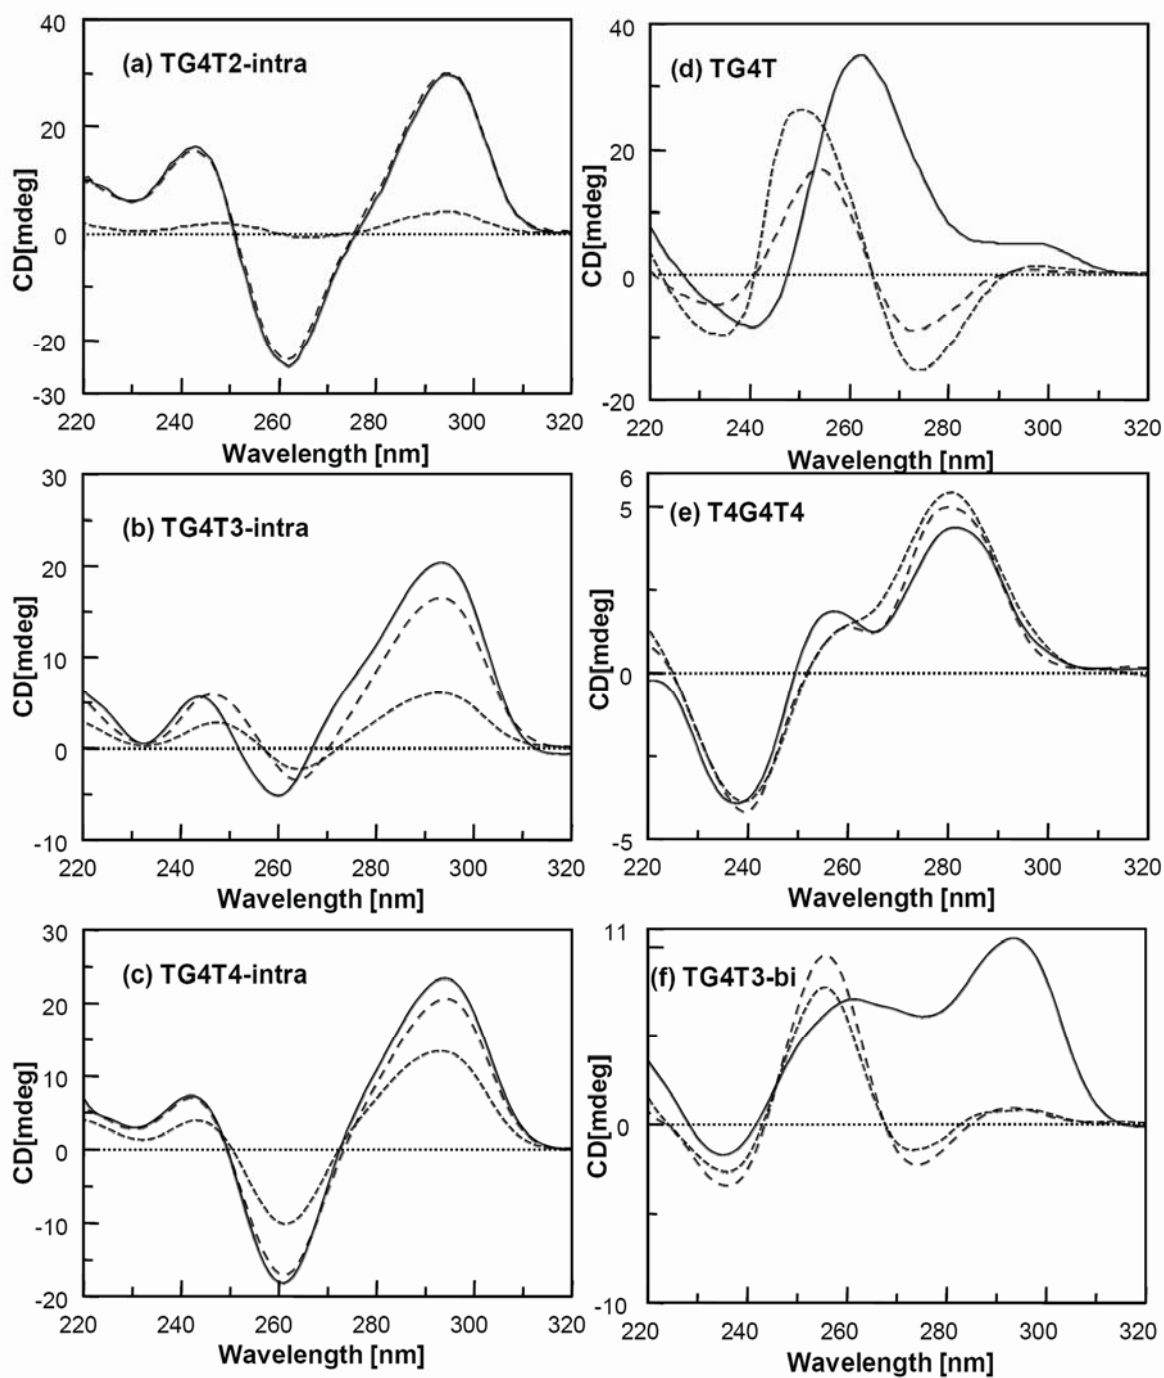 (a) TG4T2-intra
CD[mdeg]
40
20
0
-20
-30
220 240 260 280 300 320
Wavelength [nm]
(b) TG4T3-intra
CD[mdeg]
30
20
10
0
-10
220 240 260 280 300 320
Wavelength [nm]
(c) TG4T4-intra
CD[mdeg]
30
20
10
0
-10
-20
220 240 260 280 300 320
Wavelength [nm]
(d) TG4T
CD[mdeg]
40
20
0
-20
220 240 260 280 300 320
Wavelength [nm]
(e) T4G4T4
CD[mdeg]
6
5
0
-5
220 240 260 280 300 320
Wavelength [nm]
(f) TG4T3-bi
CD[mdeg]
11
0
-10
220 240 260 280 300 320
Wavelength [nm]